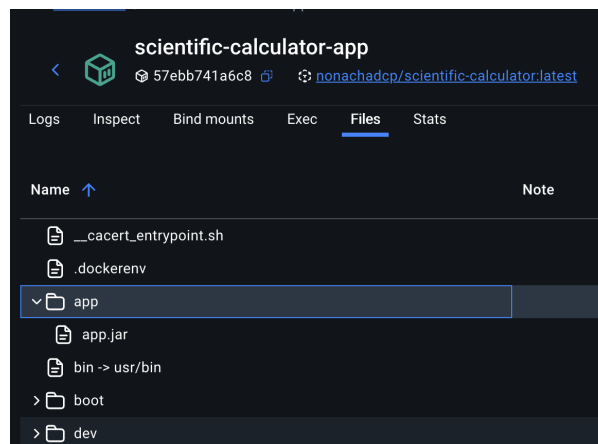 scientific-calculator-app
57ebb741a6c8 nonachadcp/scientific-calculator:latest
Logs Inspect Bind mounts Exec Files Stats
Name Note
__cacert_entrypoint.sh
.dockerenv
app
app.jar
bin -> usr/bin
boot
dev